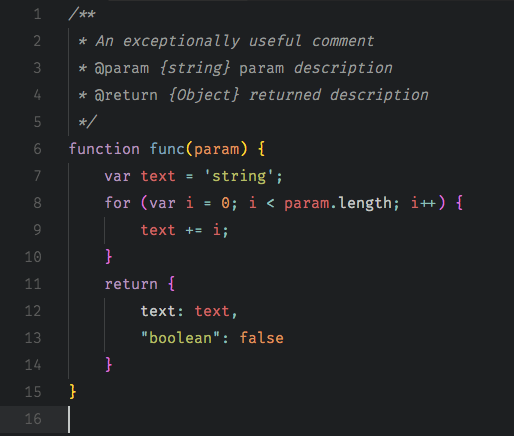 1 /**
2  * An exceptionally useful comment
3  * @param {string} param description
4  * @return {Object} returned description
5  */
6 function func(param) {
7     var text = 'string';
8     for (var i = 0; i < param.length; i++) {
9         text += i;
10     }
11     return {
12         text: text,
13         "boolean": false
14     }
15 }
16